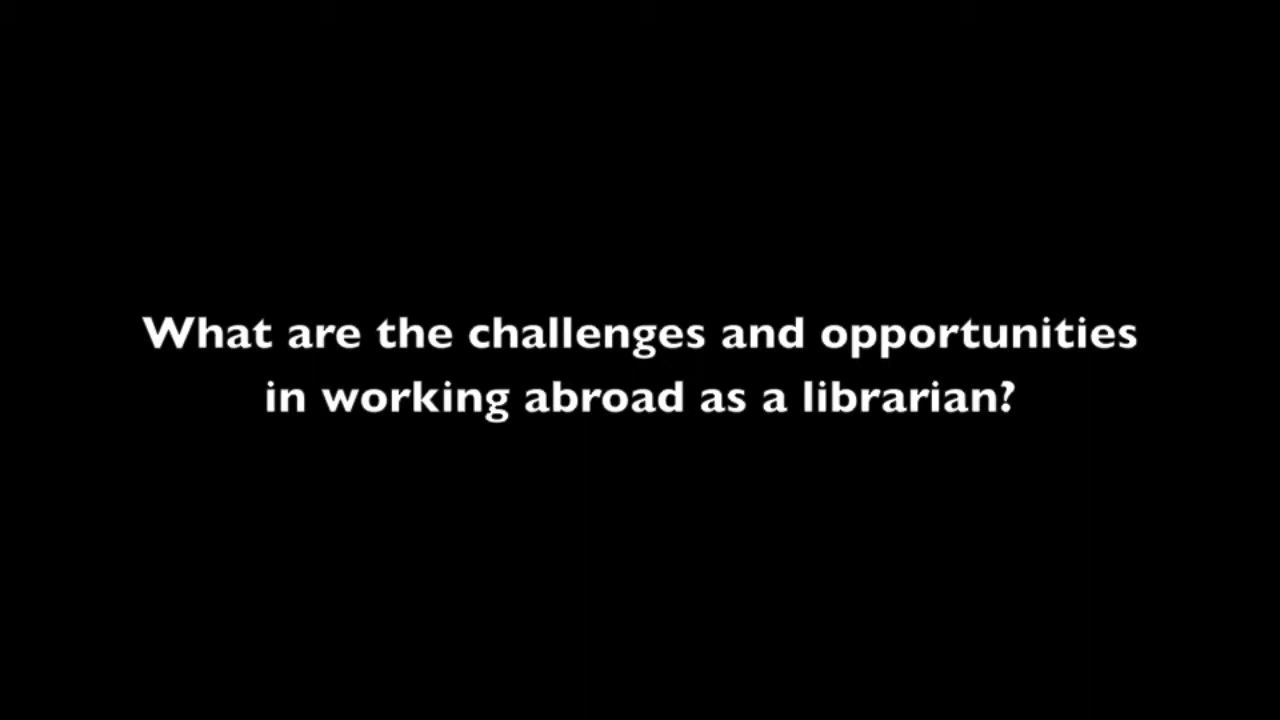 What are the challenges and opportunities
in working abroad as a librarian?